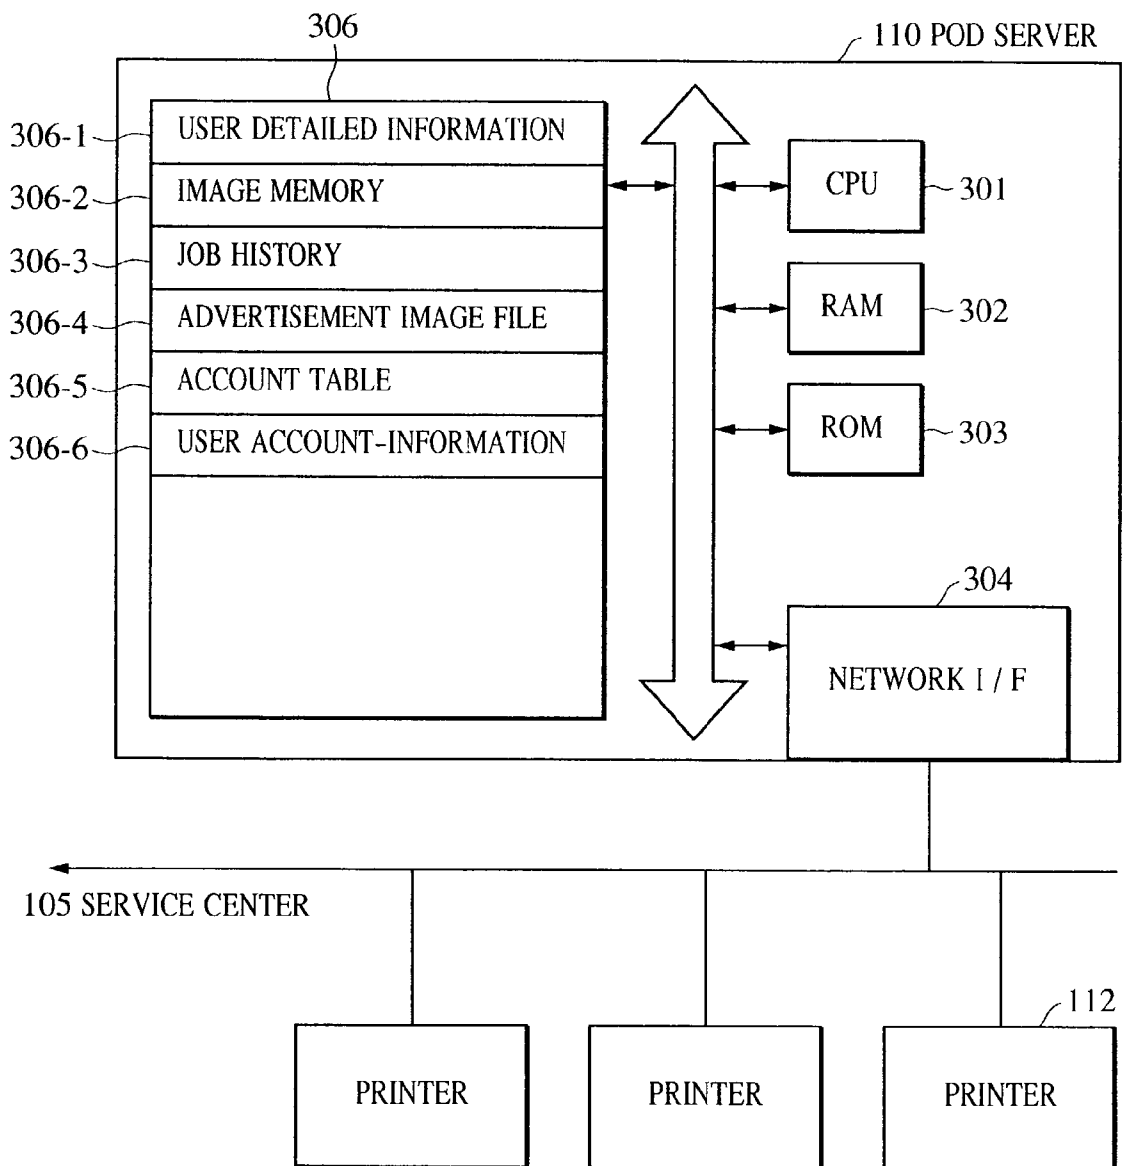 306
110 POD SERVER
306-1 USER DETAILED INFORMATION
306-2 IMAGE MEMORY
306-3 JOB HISTORY
306-4 ADVERTISEMENT IMAGE FILE
306-5 ACCOUNT TABLE
306-6 USER ACCOUNT-INFORMATION
CPU 301
RAM 302
ROM 303
304
NETWORK I / F
105 SERVICE CENTER
112
PRINTER
PRINTER
PRINTER